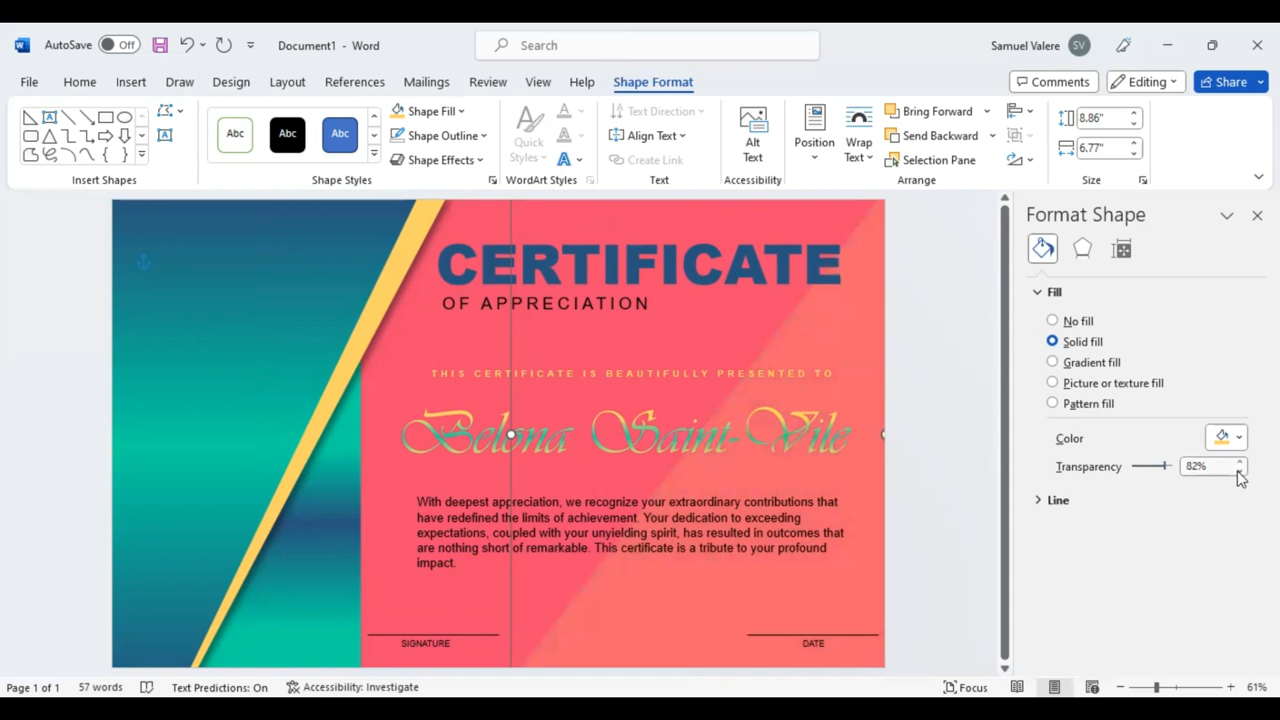 AutoSave Off Document1 - Word Search Samuel Valere SV
File Home Insert Draw Design Layout References Mailings Review View Help Shape Format Comments Editing Share
Abc Abc Abc
Shape Fill
Shape Outline
Shape Effects
Quick
Styles
Text Direction
Align Text
Create Link
Alt
Text
Position
Wrap
Text
Bring Forward
Send Backward
Selection Pane
8.86"
6.77"
Insert Shapes Shape Styles WordArt Styles Text Accessibility Arrange Size
CERTIFICATE
OF APPRECIATION
THIS CERTIFICATE IS BEAUTIFULLY PRESENTED TO
Belona Saint-Vile
With deepest appreciation, we recognize your extraordinary contributions that
have redefined the limits of achievement. Your dedication to exceeding
expectations, coupled with your unyielding spirit, has resulted in outcomes that
are nothing short of remarkable. This certificate is a tribute to your profound
impact.
SIGNATURE DATE
Format Shape
Fill
No fill
Solid fill
Gradient fill
Picture or texture fill
Pattern fill
Color
Transparency 82%
Line
Page 1 of 1 57 words Text Predictions: On Accessibility: Investigate Focus 61%